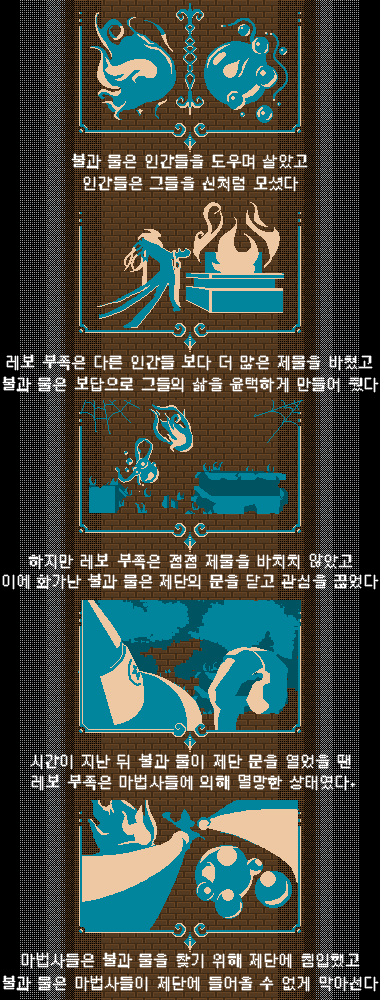 불과 물은 인간들을 도우며 살았고
인간들은 그들을 신처럼 모셨다
레보 부족은 다른 인간들 보다 더 많은 제물을 바쳤고
불과 물은 보답으로 그들의 삶을 윤택하게 만들어 줬다
하지만 레보 부족은 점점 제물을 바치치 않았고
이에 화가난 불과 물은 제단의 문을 닫고 관심을 끊었다
시간이 지난 뒤 불과 물이 제단 문을 열었을 땐
레보 부족은 마법사들에 의해 멸망한 상태였다.
마법사들은 불과 물을 찾기 위해 제단에 침입했고
불과 물은 마법사들이 제단에 들어올 수 없게 막아선다